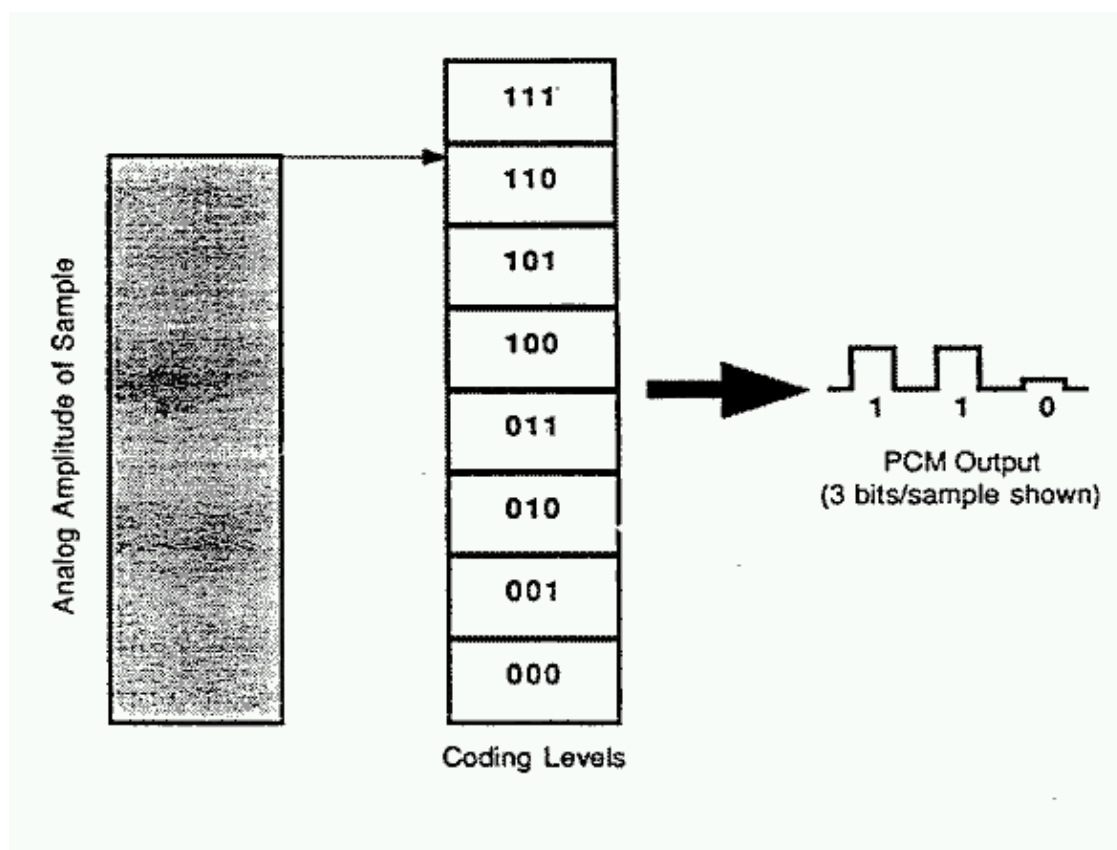 Analog Amplitude of Sample
111
110
101
100
011
010
001
000
Coding Levels
1 1 0
PCM Output
(3 bits/sample shown)